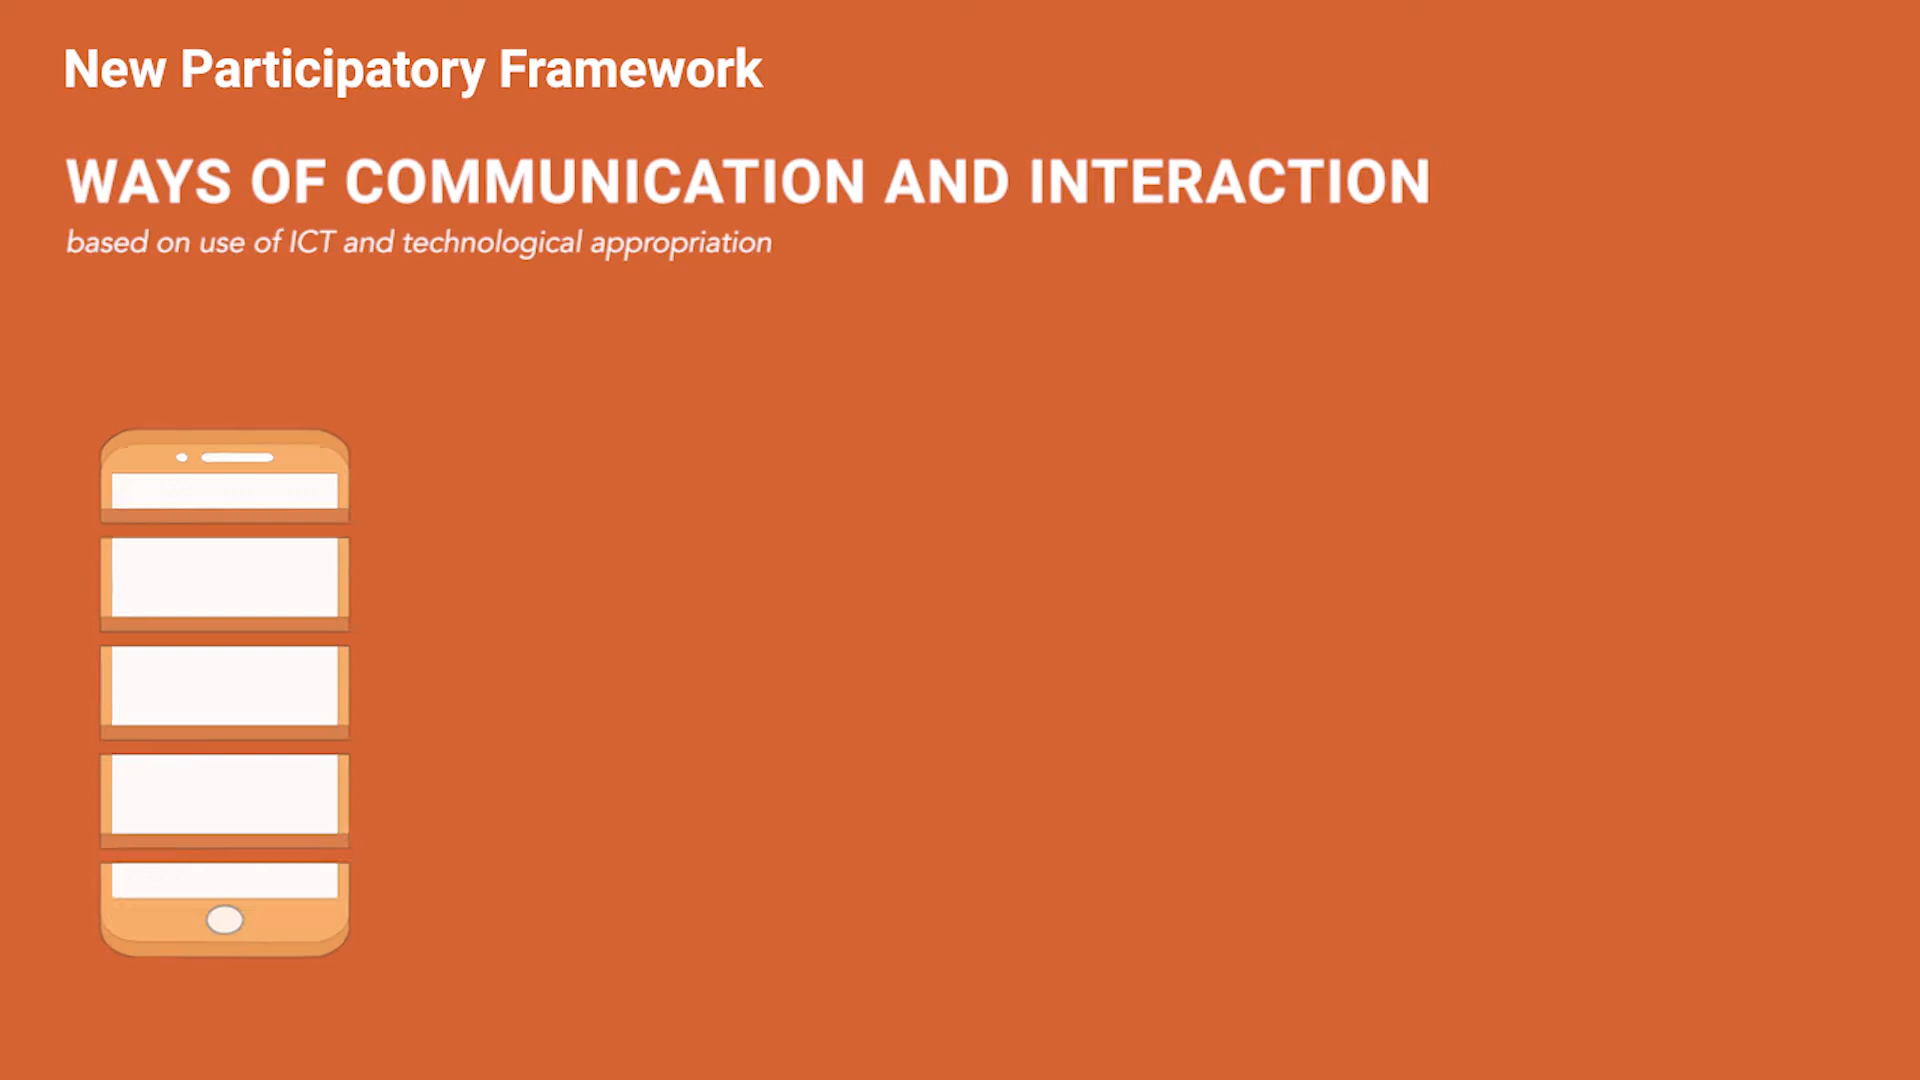 New Participatory Framework
WAYS OF COMMUNICATION AND INTERACTION
based on use of ICT and technological appropriation